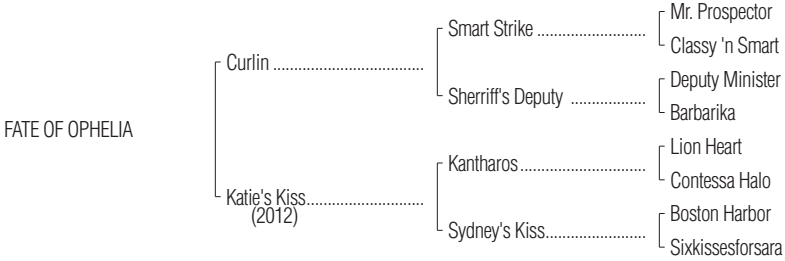 Mr. Prospector
Smart Strike ..........................
Classy 'n Smart
Curlin ....................................
Deputy Minister
Sherriff's Deputy ..................
Barbarika
FATE OF OPHELIA
Lion Heart
Kantharos..............................
Contessa Halo
Katie's Kiss............................
(2012)
Boston Harbor
Sydney's Kiss........................
Sixkissesforsara